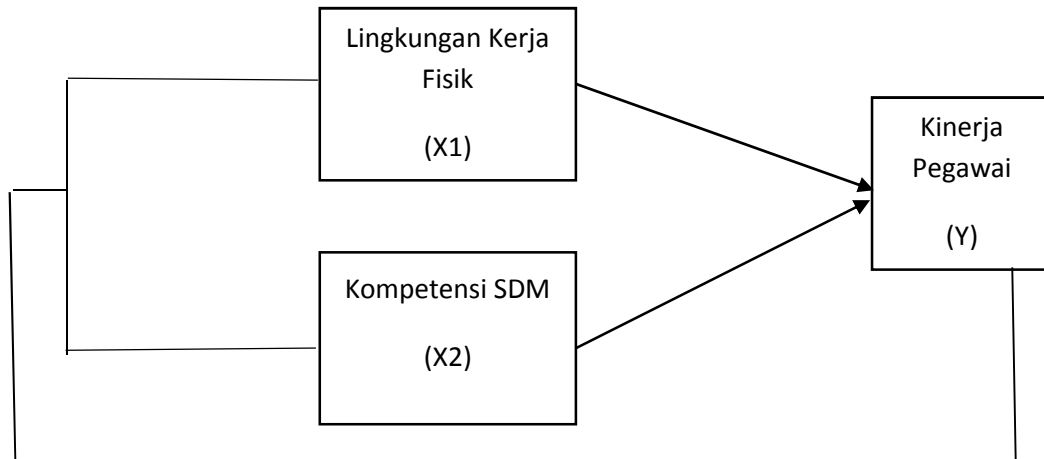 Lingkungan Kerja
Fisik
(X1)
Kinerja
Pegawai
(Y)
Kompetensi SDM
(X2)